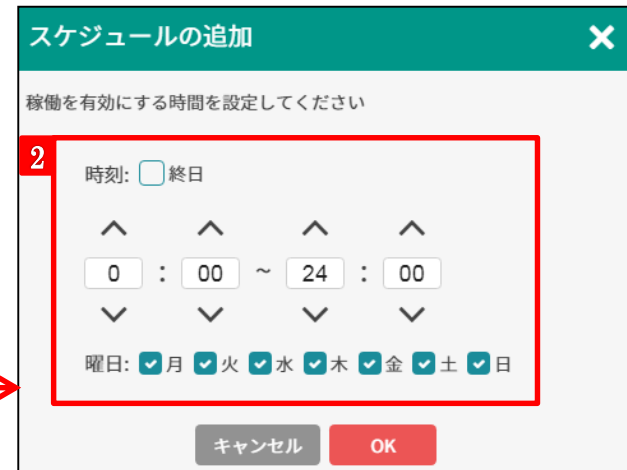 スケジュールの追加
稼働を有効にする時間を設定してください
2
時刻: 終日
0 : 00 ~ 24 : 00
曜日: 月 火 水 木 金 土 日
キャンセル OK